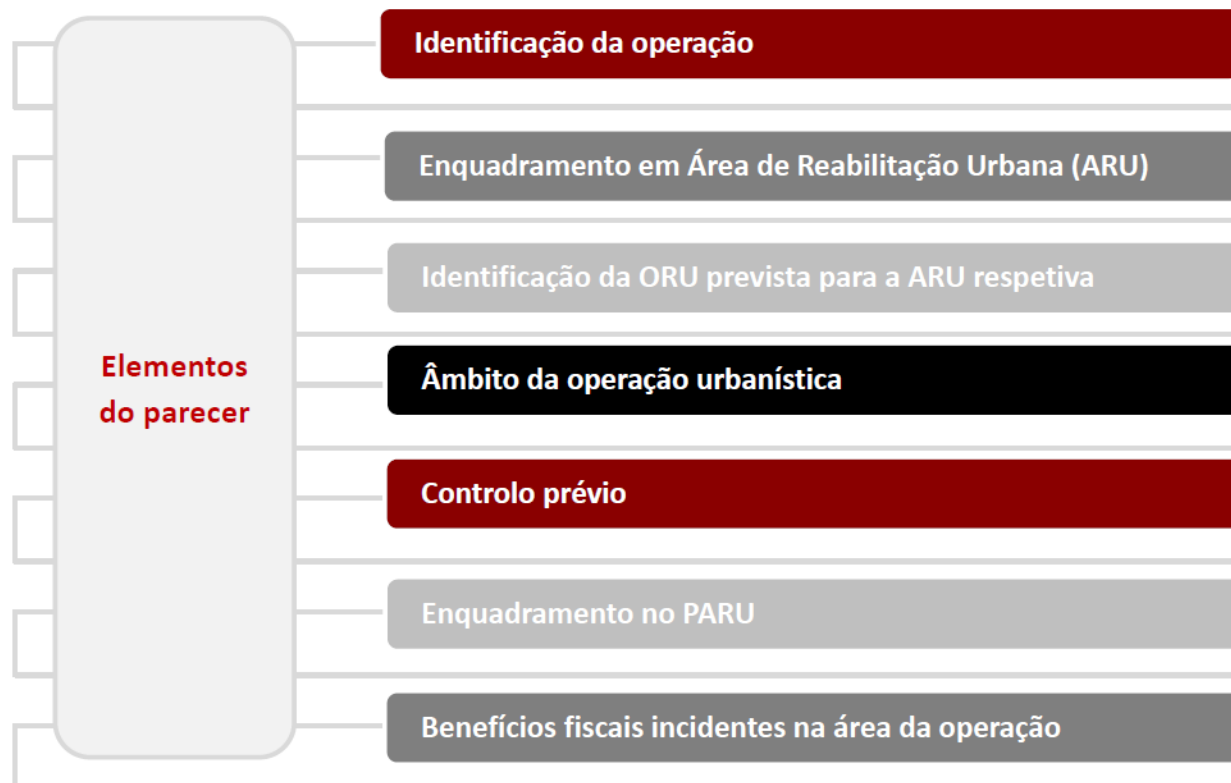 Elementos
do parecer
Identificação da operação
Enquadramento em Área de Reabilitação Urbana (ARU)
Identificação da ORU prevista para a ARU respetiva
Âmbito da operação urbanística
Controlo prévio
Enquadramento no PARU
Benefícios fiscais incidentes na área da operação